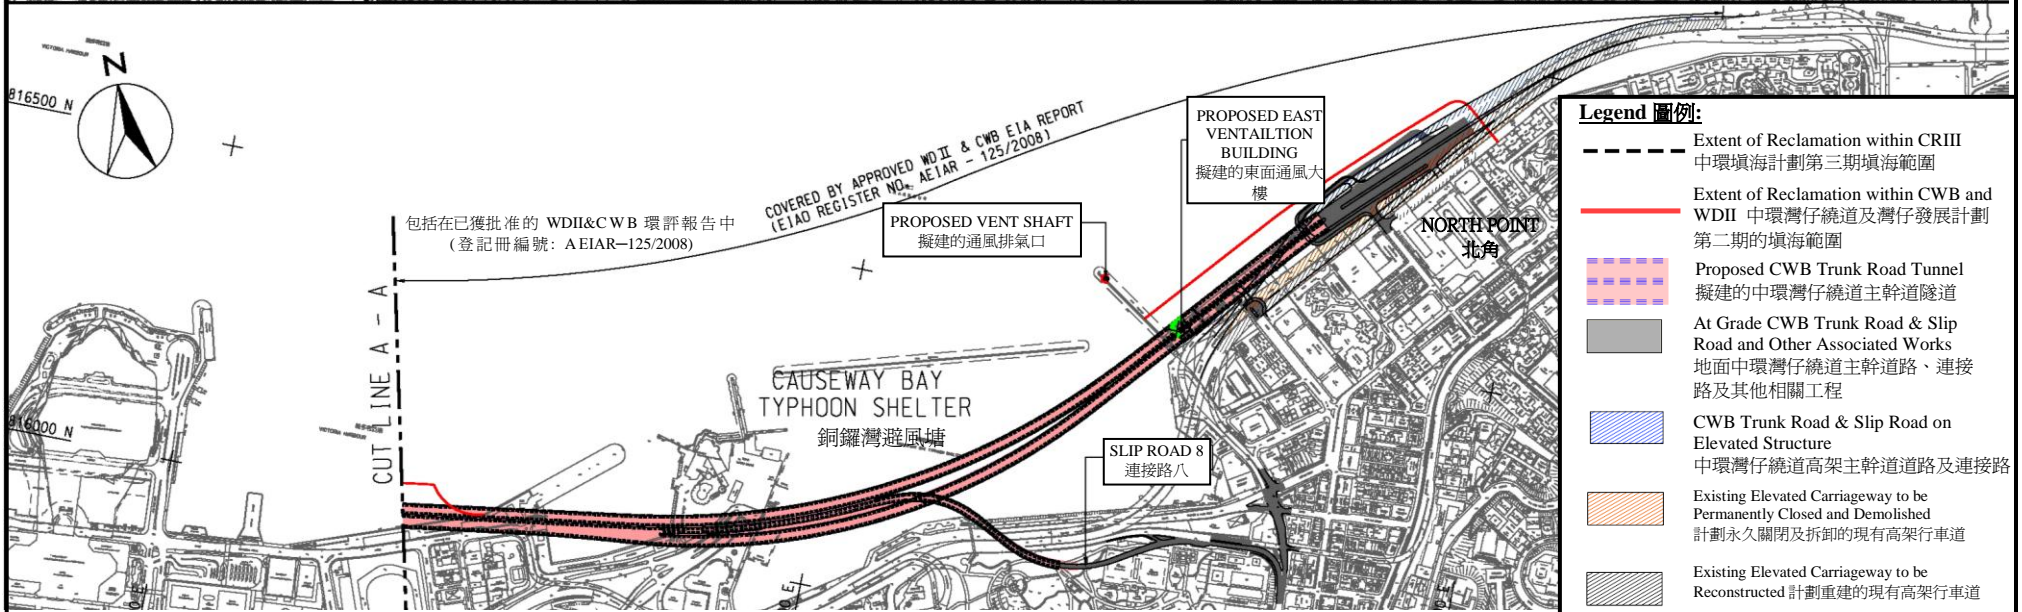 VICTORIA HARBOUR
N
816500 N
COVERED BY APPROVED WDII & CWB EIA REPORT
(EIAO REGISTER NO. AEIAR - 125/2008)
包括在已獲批准的 WDII&CWB 環評報告中
(登記冊編號: AEIAR─125/2008)
PROPOSED VENT SHAFT
擬建的通風排氣口
PROPOSED EAST
VENTAILTION
BUILDING
擬建的東面通風大
樓
NORTH POINT
北角
CUT LINE A - A
CAUSEWAY BAY
TYPHOON SHELTER
銅鑼灣避風塘
816000 N
SLIP ROAD 8
連接路八
Legend 圖例:
Extent of Reclamation within CRIII
中環填海計劃第三期填海範圍
Extent of Reclamation within CWB and
WDII 中環灣仔繞道及灣仔發展計劃
第二期的填海範圍
Proposed CWB Trunk Road Tunnel
擬建的中環灣仔繞道主幹道隧道
At Grade CWB Trunk Road & Slip
Road and Other Associated Works
地面中環灣仔繞道主幹道路、連接
路及其他相關工程
CWB Trunk Road & Slip Road on
Elevated Structure
中環灣仔繞道高架主幹道道路及連接路
Existing Elevated Carriageway to be
Permanently Closed and Demolished
計劃永久關閉及拆卸的現有高架行車道
Existing Elevated Carriageway to be
Reconstructed 計劃重建的現有高架行車道